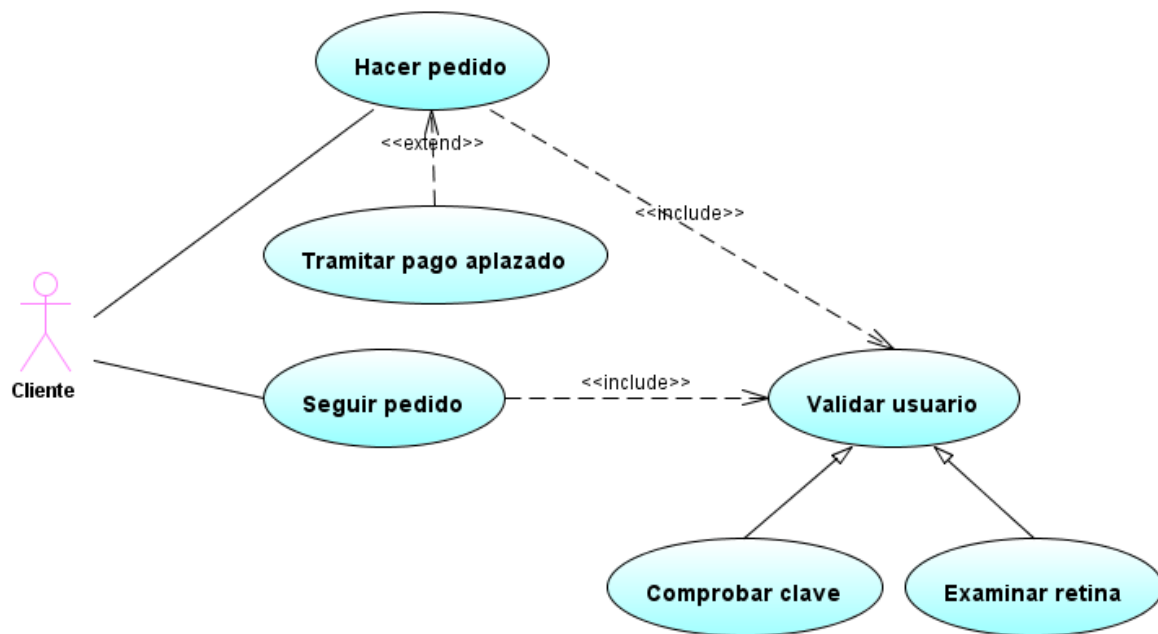 Hacer pedido
<<extend>>
<<include>>
Tramitar pago aplazado
Cliente
Seguir pedido
<<include>>
Validar usuario
Comprobar clave
Examinar retina